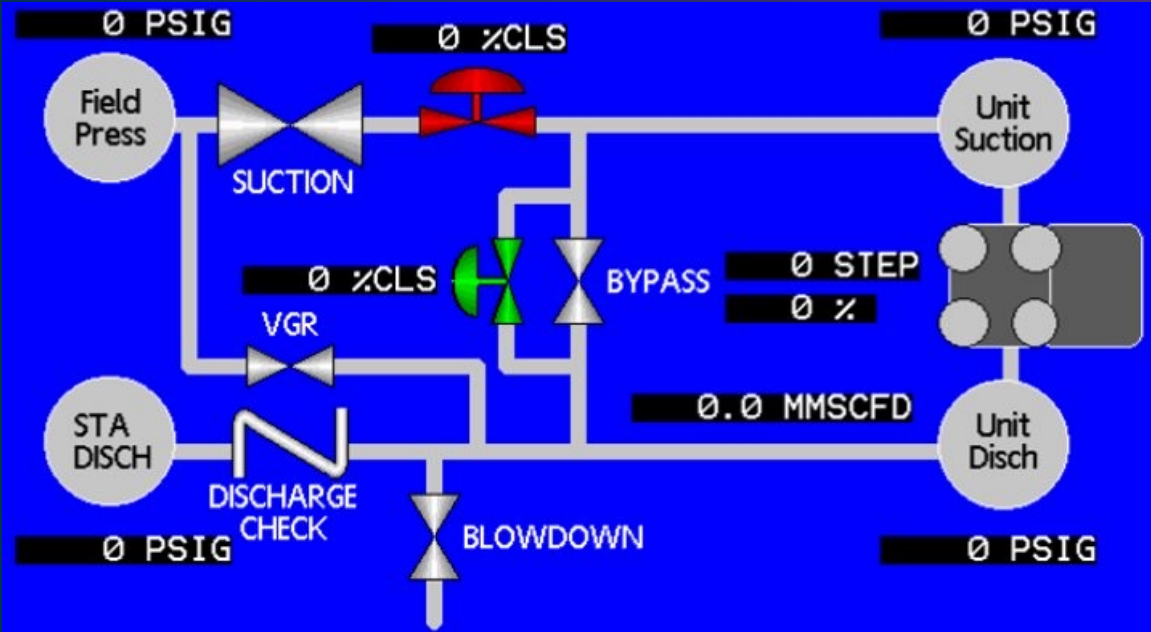 0 PSIG
0 %CLS
0 PSIG
Field
Press
Unit
Suction
SUCTION
0 %CLS
BYPASS
0 STEP
0 %
VGR
0.0 MMSCFD
STA
DISCH
Unit
Disch
DISCHARGE
CHECK
BLOWDOWN
0 PSIG
0 PSIG